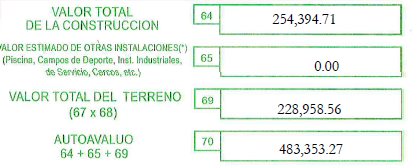 VALOR TOTAL 64 254,394.71
DE LA CONSTRUCCION
VALOR ESTIMADO DE OTRAS INSTALACIONES(*) 65 0.00
(Piscina, Campos de Deporte, Inst. Industriales,
de Servicio, Cercos, etc.)
VALOR TOTAL DEL TERRENO 69 228,958.56
(67 x 68)
AUTOAVALUO 70 483,353.27
64 + 65 + 69